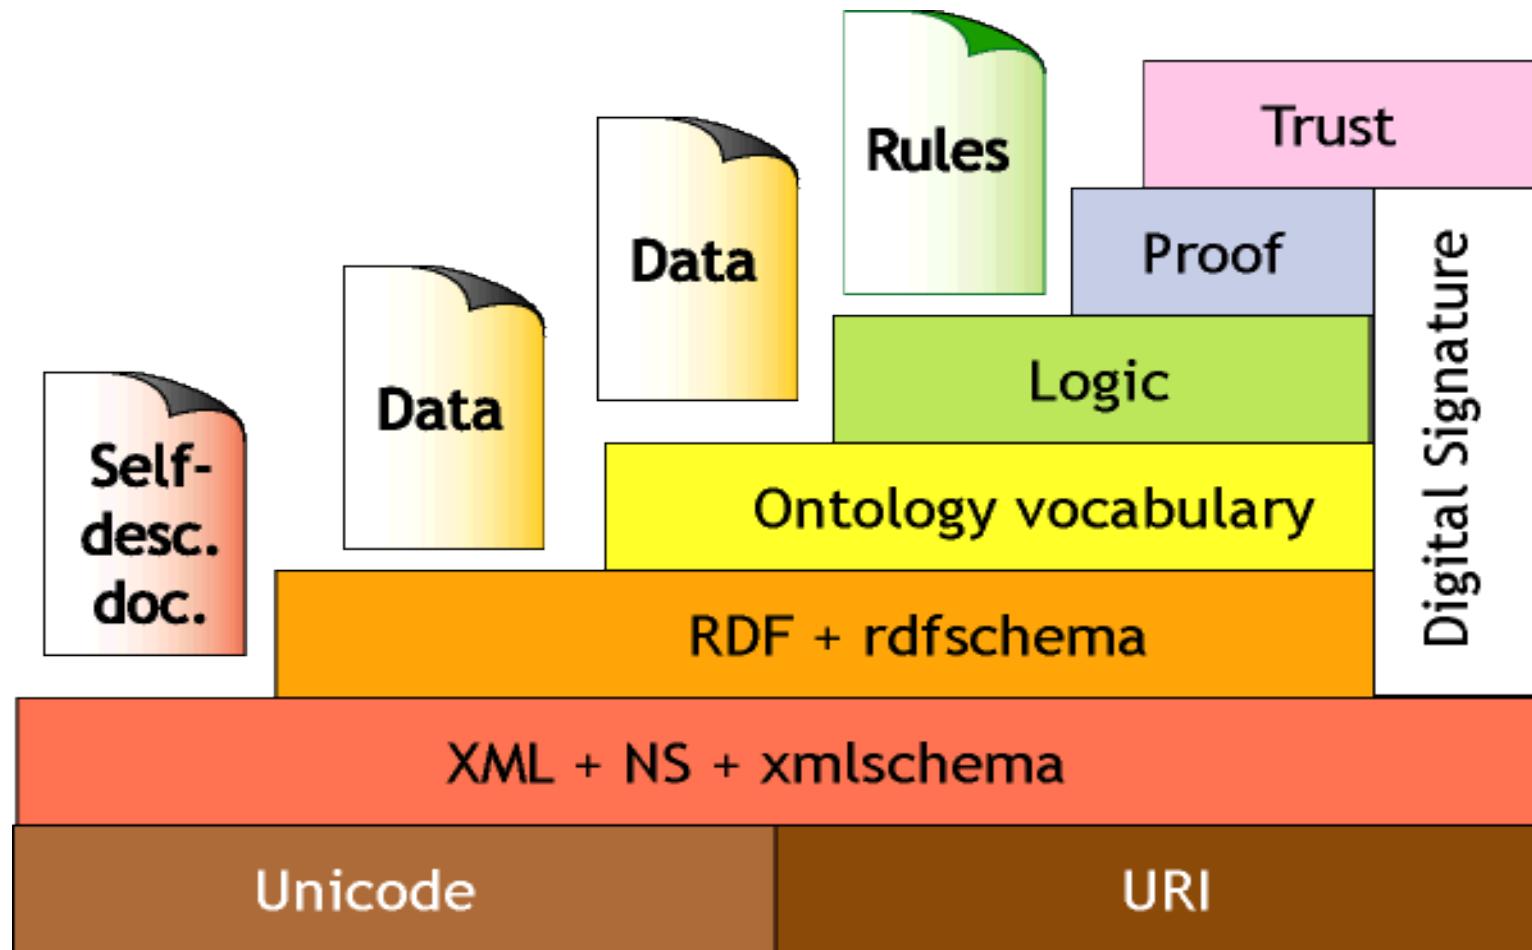 Trust
Rules
Proof
Data
Logic
Data
Self-
desc.
doc.
Ontology vocabulary
Digital Signature
RDF + rdfschema
XML + NS + xmlschema
Unicode
URI